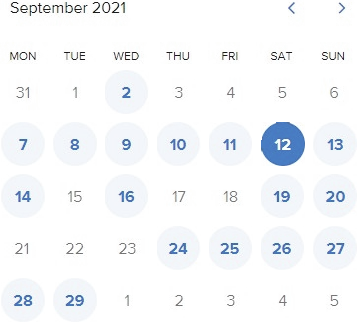 September 2021
MON TUE WED THU FRI SAT SUN
31 1 2 3 4 5 6
7 8 9 10 11 12 13
14 15 16 17 18 19 20
21 22 23 24 25 26 27
28 29 1 2 3 4 5